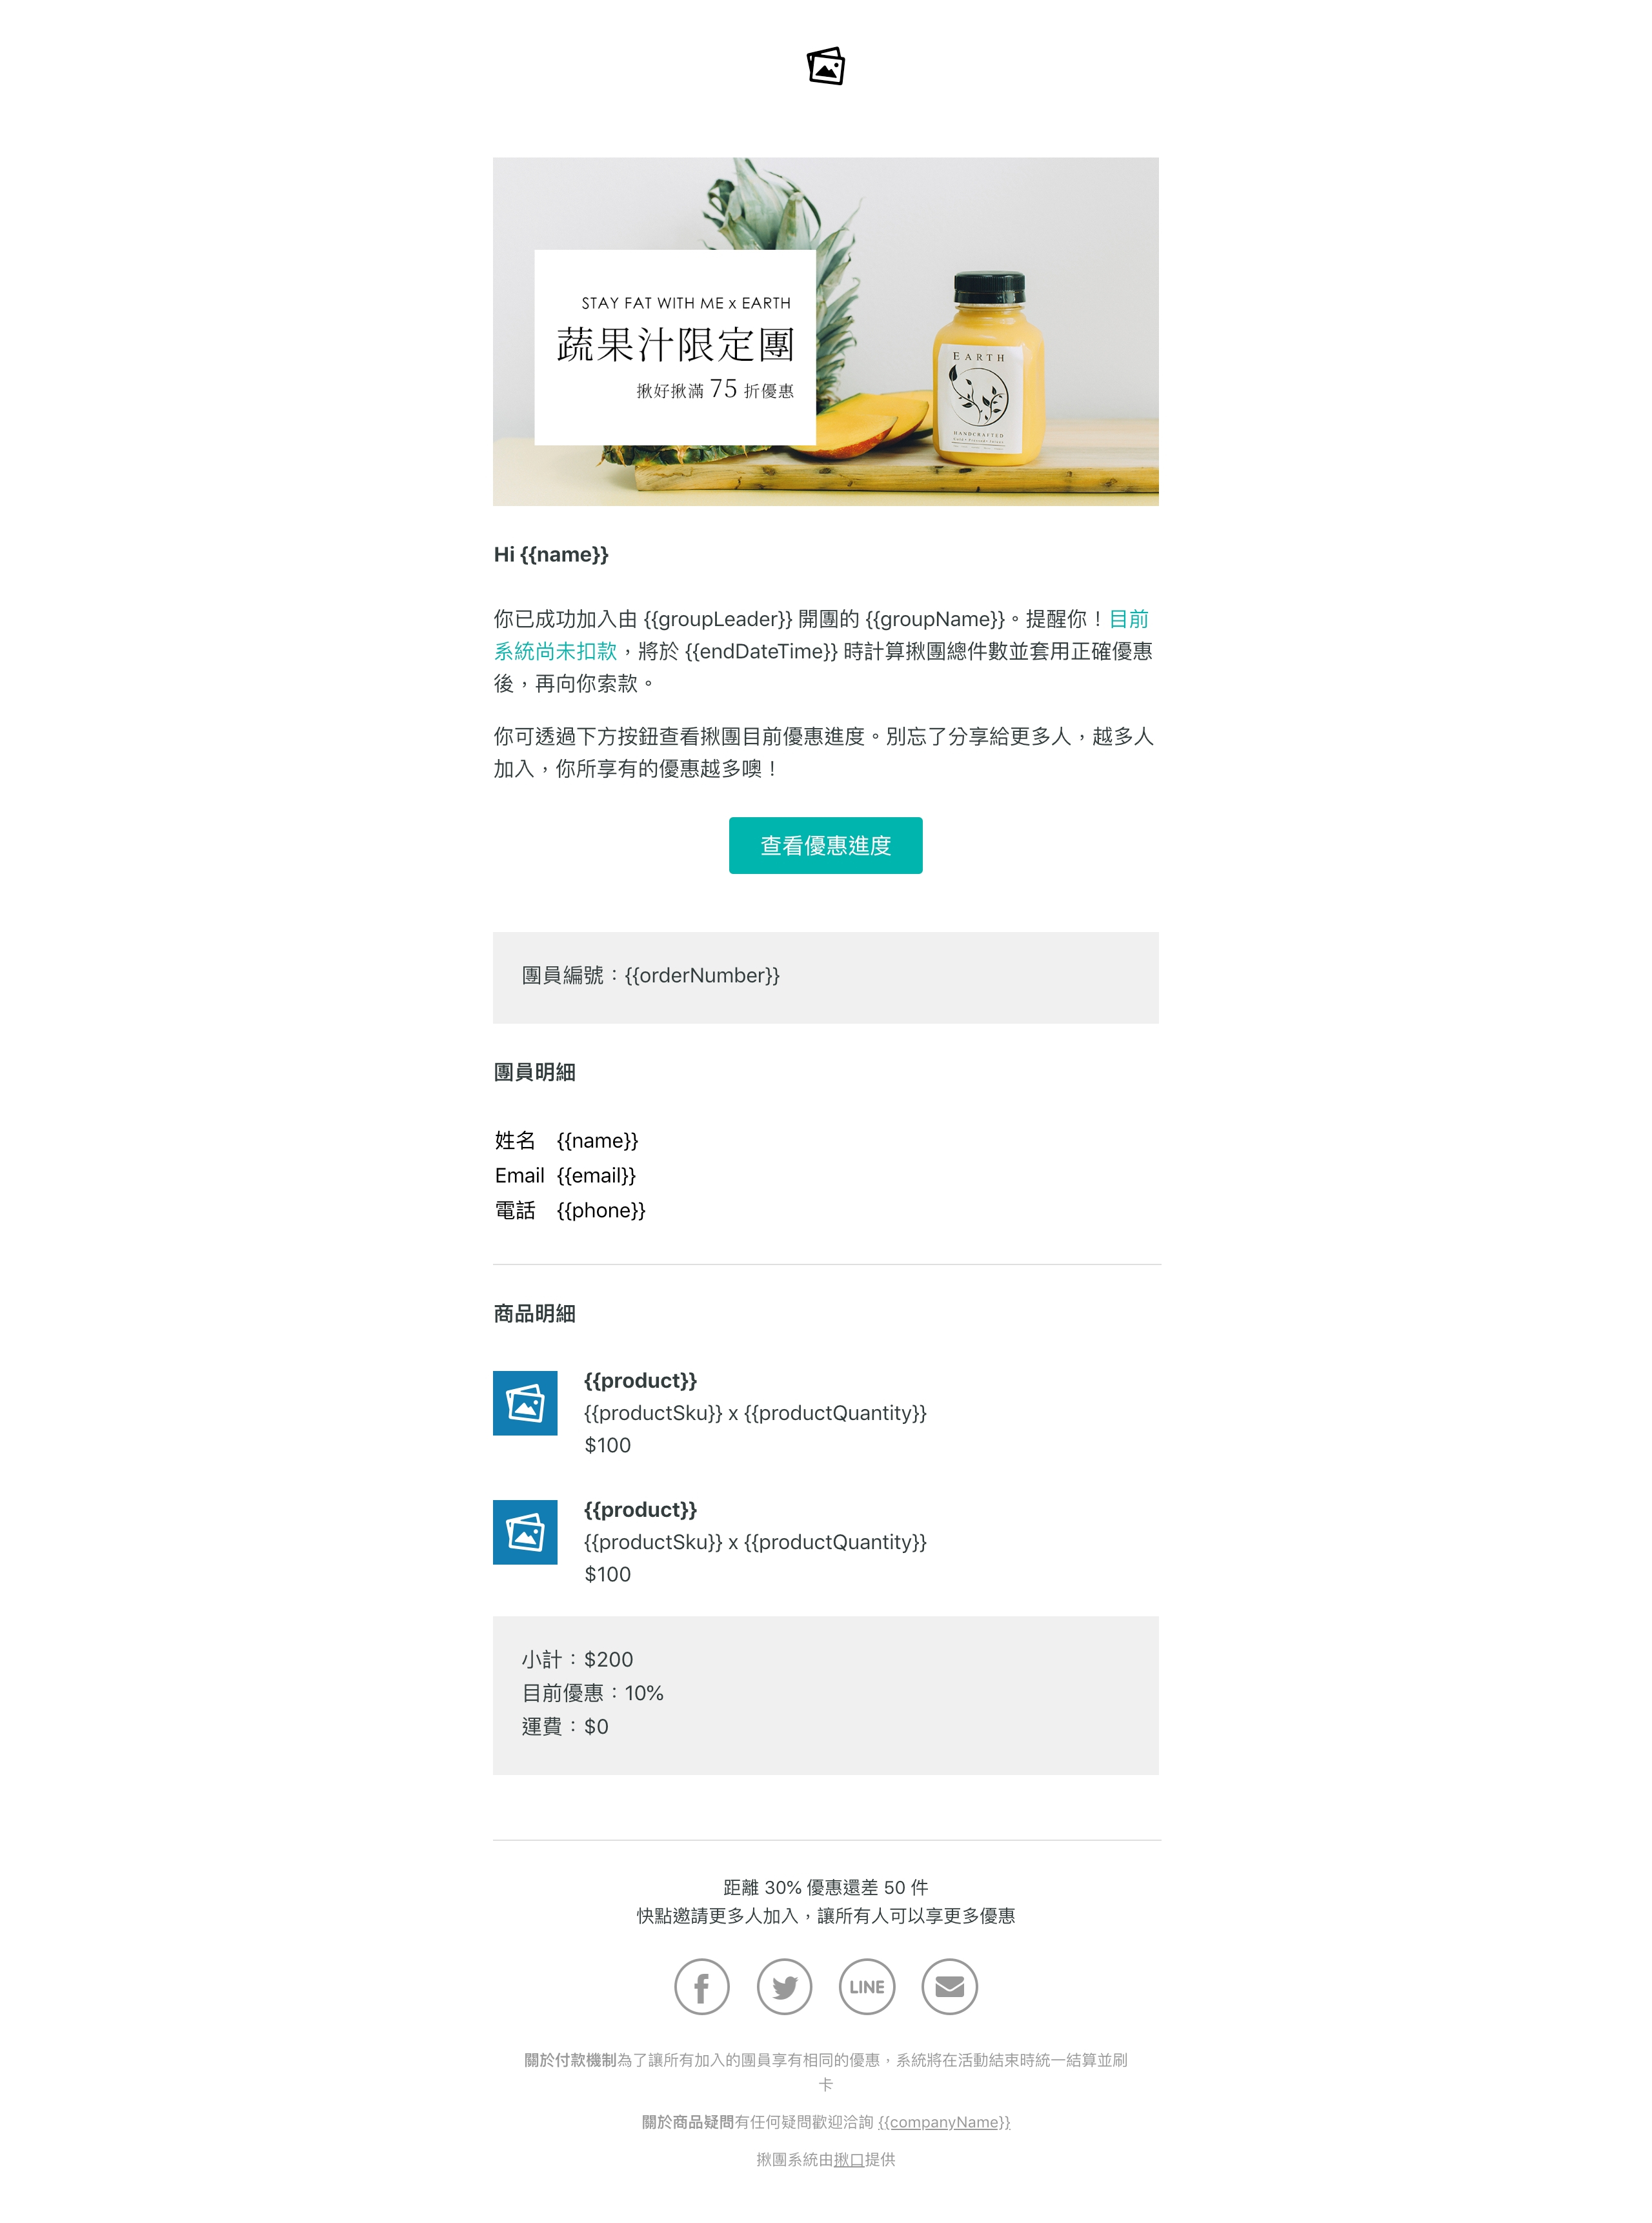 STAY FAT WITH ME x EARTH
蔬果汁限定團
揪好揪滿 75 折優惠
EARTH
HANDCRAFTED
Hi {{name}}
你已成功加入由 {{groupLeader}} 開團的 {{groupName}}。提醒你！目前
系統尚未扣款，將於 {{endDateTime}} 時計算揪團總件數並套用正確優惠
後，再向你索款。
你可透過下方按鈕查看揪團目前優惠進度。別忘了分享給更多人，越多人
加入，你所享有的優惠越多噢！
查看優惠進度
團員編號：{{orderNumber}}
團員明細
姓名 {{name}}
Email {{email}}
電話 {{phone}}
商品明細
{{product}}
{{productSku}} x {{productQuantity}}
$100
{{product}}
{{productSku}} x {{productQuantity}}
$100
小計：$200
目前優惠：10%
運費：$0
距離 30% 優惠還差 50 件
快點邀請更多人加入，讓所有人可以享更多優惠
LINE
關於付款機制為了讓所有加入的團員享有相同的優惠，系統將在活動結束時統一結算並刷
卡
關於商品疑問有任何疑問歡迎洽詢 {{companyName}}
揪團系統由揪口提供